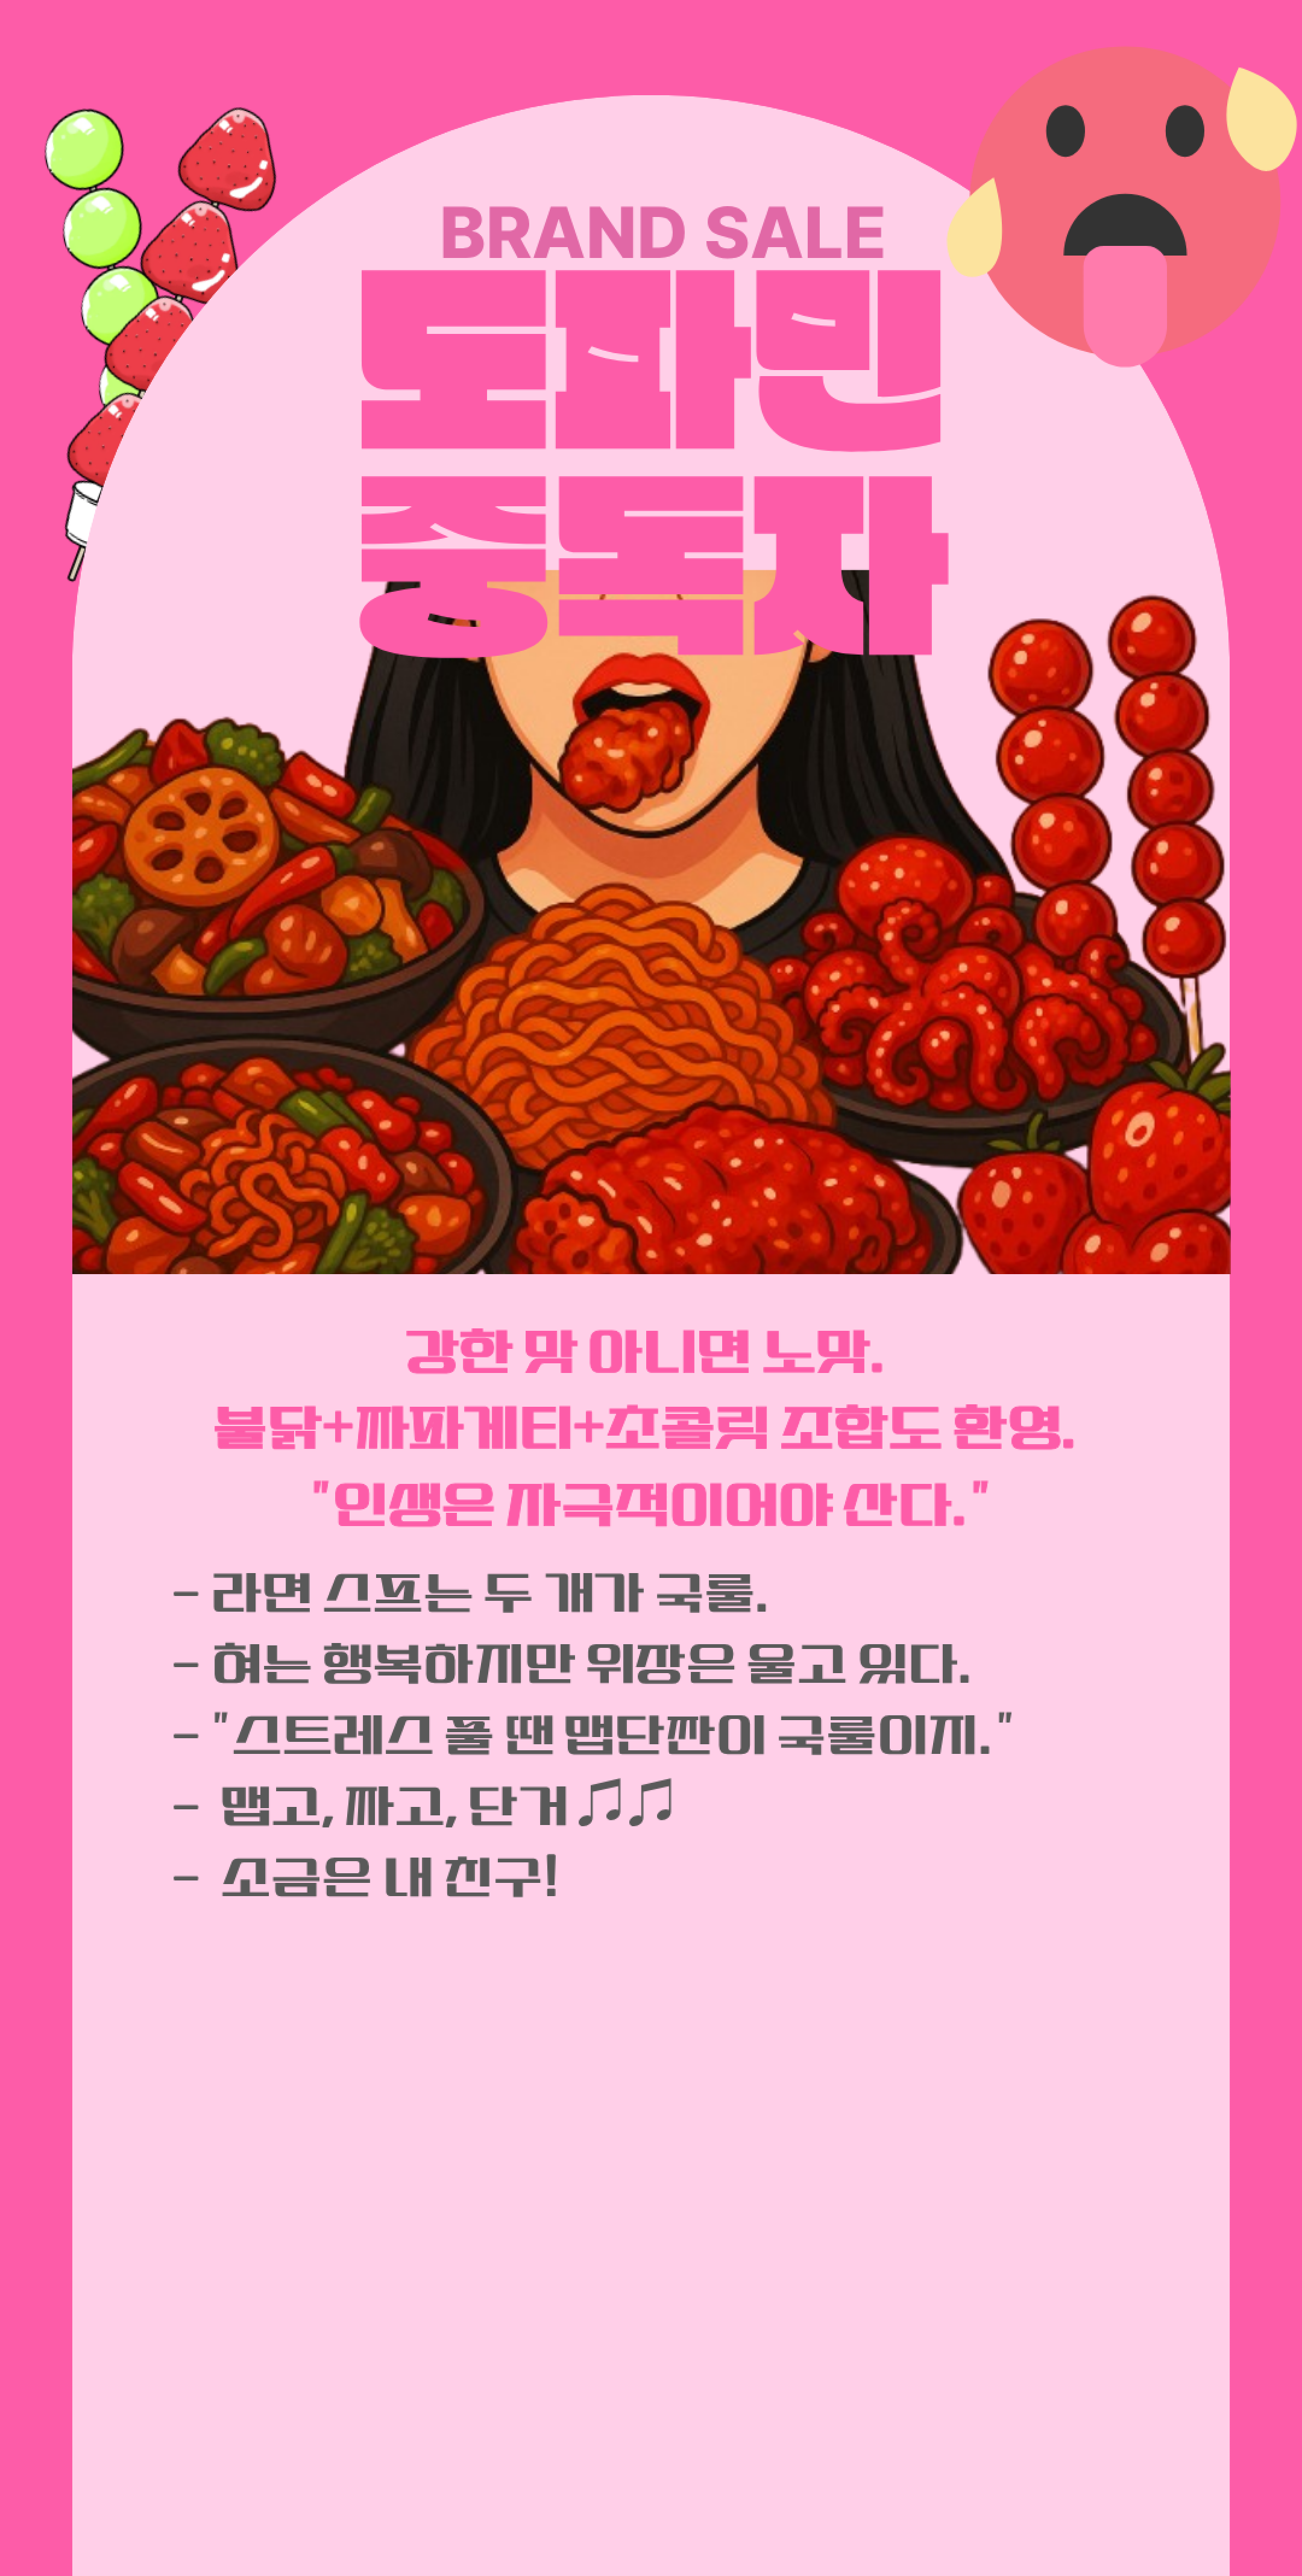 BRAND SALE
도파민
중독자
강한 맛 아니면 노맛.
불닭+짜파게티+초콜릿 조합도 환영.
"인생은 자극적이어야 산다."
- 라면 스프는 두 개가 국룰.
- 혀는 행복하지만 위장은 울고 있다.
- "스트레스 풀 땐 맵단짠이 국룰이지."
- 맵고, 짜고, 단거 ♫♫
- 소금은 내 친구!